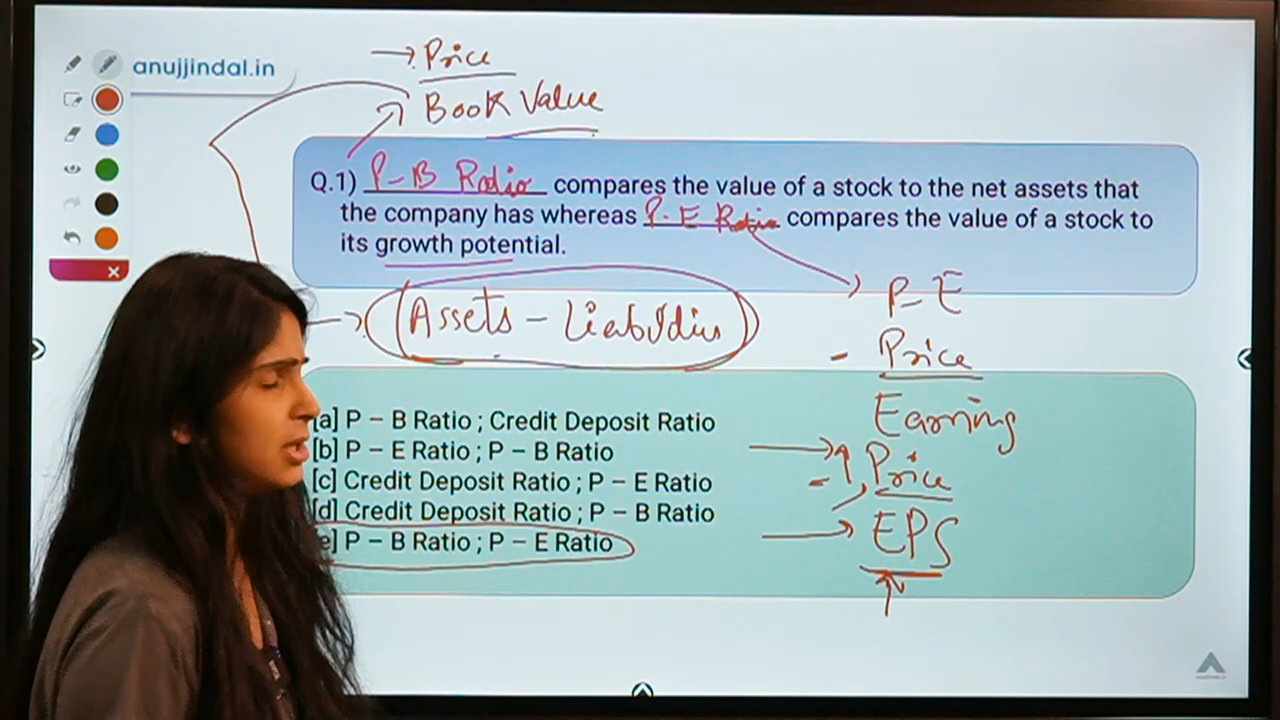 anujjindal.in
→ Price
Book Value
Q.1) P-B Ratio compares the value of a stock to the net assets that
the company has whereas P.E Ratio compares the value of a stock to
its growth potential.
(Assets - Liabilities)
P-E
- Price
Earning
Price
EPS
[a] P – B Ratio ; Credit Deposit Ratio
[b] P – E Ratio ; P – B Ratio
[c] Credit Deposit Ratio ; P – E Ratio
[d] Credit Deposit Ratio ; P – B Ratio
e] P – B Ratio ; P – E Ratio